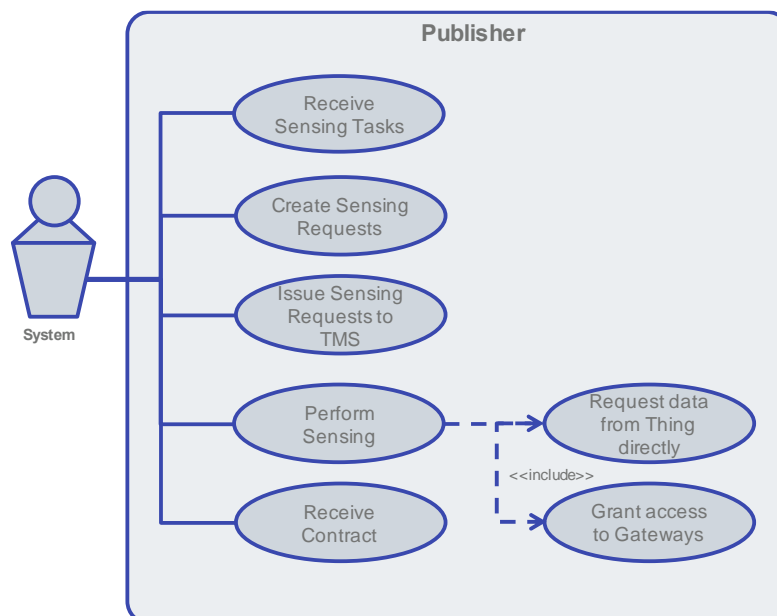 Publisher
Receive
Sensing Tasks
Create Sensing
Requests
Issue Sensing
Requests to
TMS
System
Perform
Sensing
Request data
from Thing
directly
<<include>>
Receive
Contract
Grant access
to Gateways